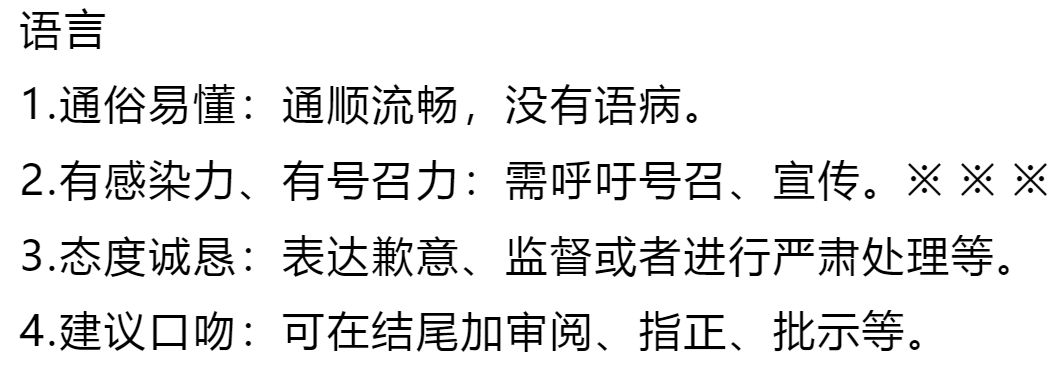 语言
1.通俗易懂：通顺流畅，没有语病。
2.有感染力、有号召力：需呼吁号召、宣传。※ ※ ※
3.态度诚恳：表达歉意、监督或者进行严肃处理等。
4.建议口吻：可在结尾加审阅、指正、批示等。